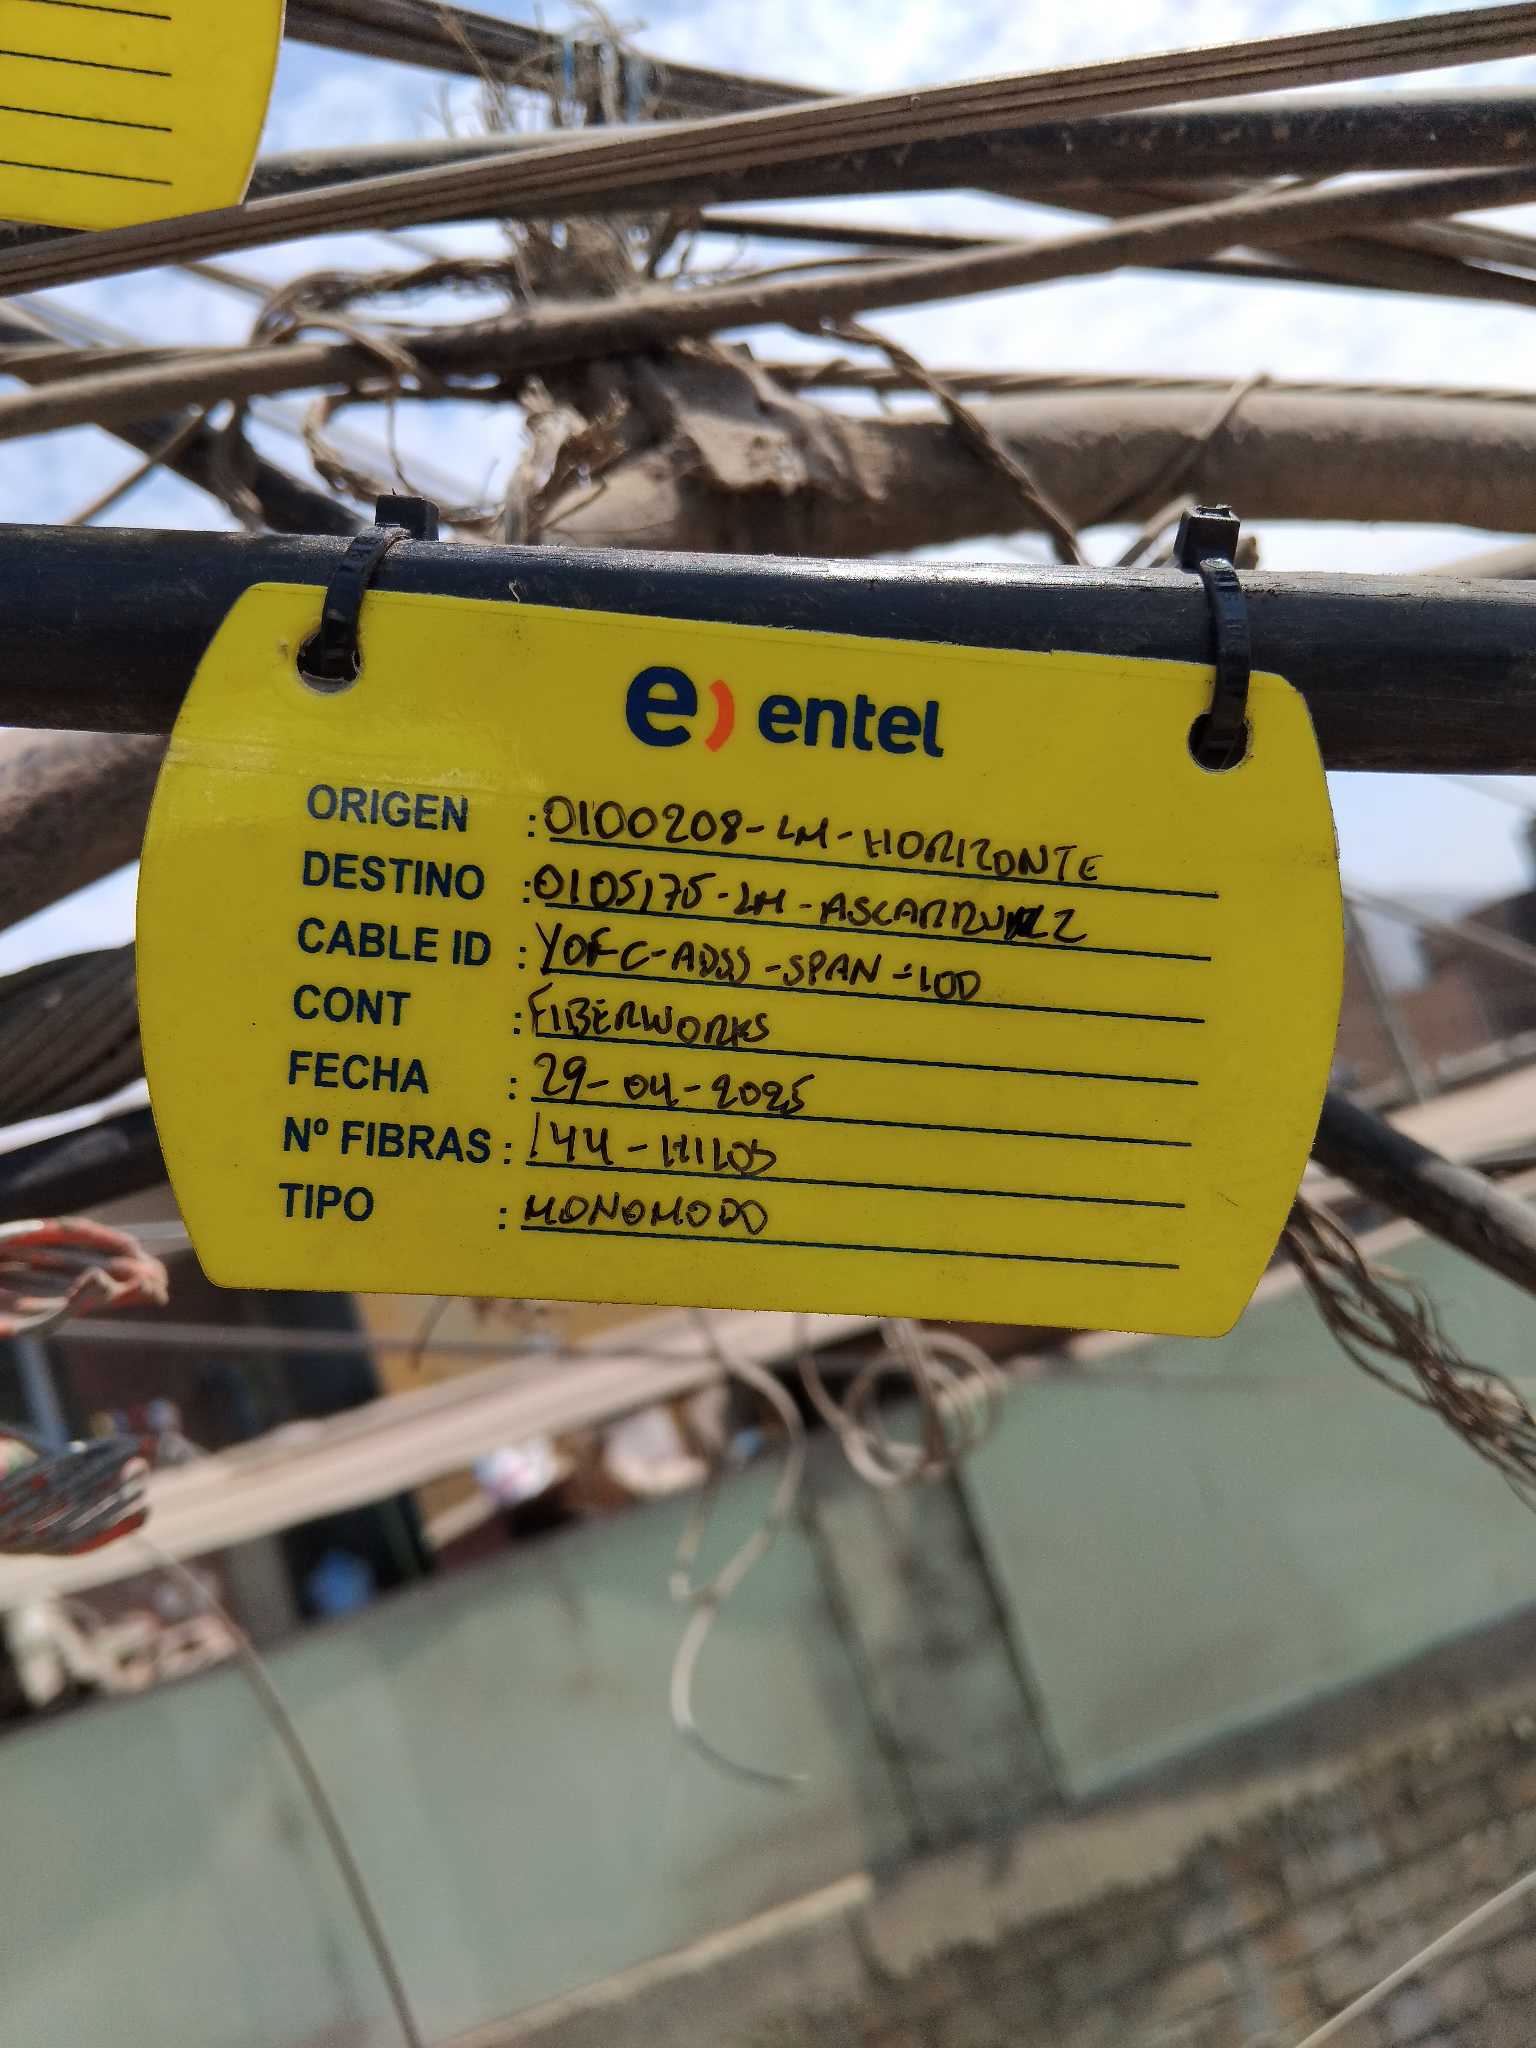 e) entel
ORIGEN : 0100208-LM-HORIZONTE
DESTINO : 0105175-LM-
CABLE ID : YOFC-ADSS-SPAN-100
CONT : FIBERWORKS
FECHA : 29-04-2025
Nº FIBRAS : 144-HILOS
TIPO : MONOMODO